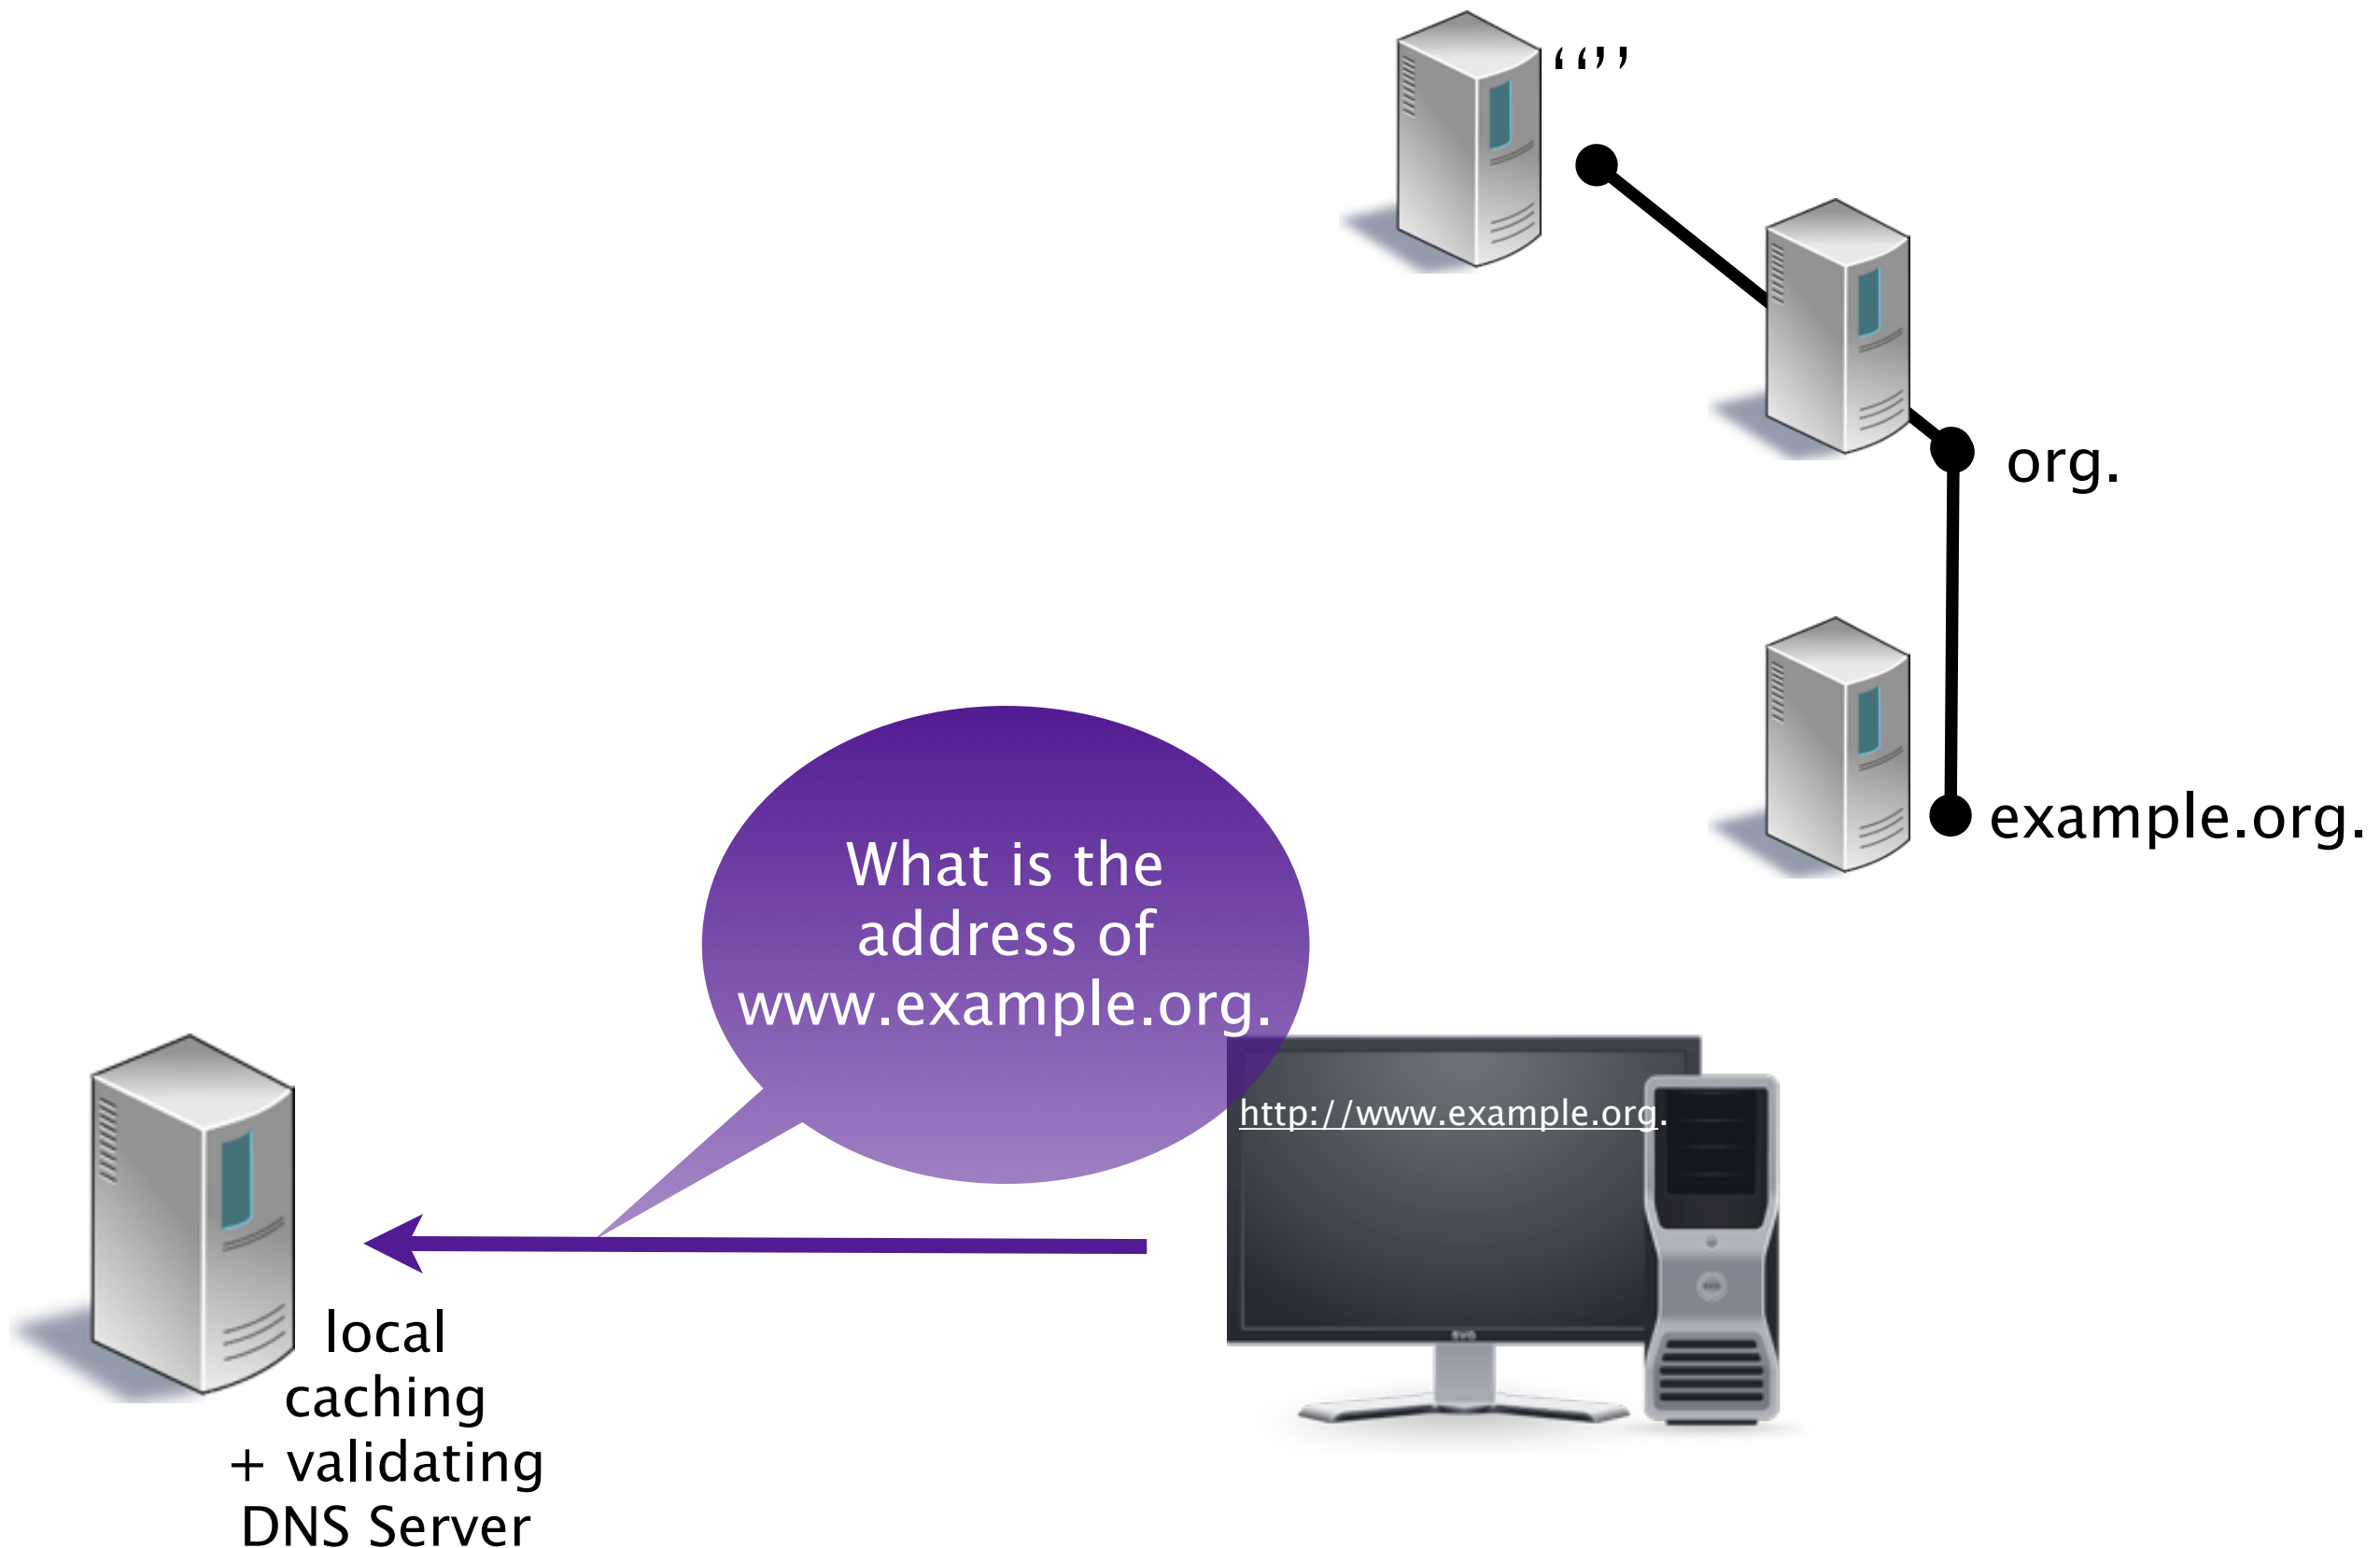 “”
org.
example.org.
What is the
address of
www.example.org.
http://www.example.org.
local
caching
+ validating
DNS Server